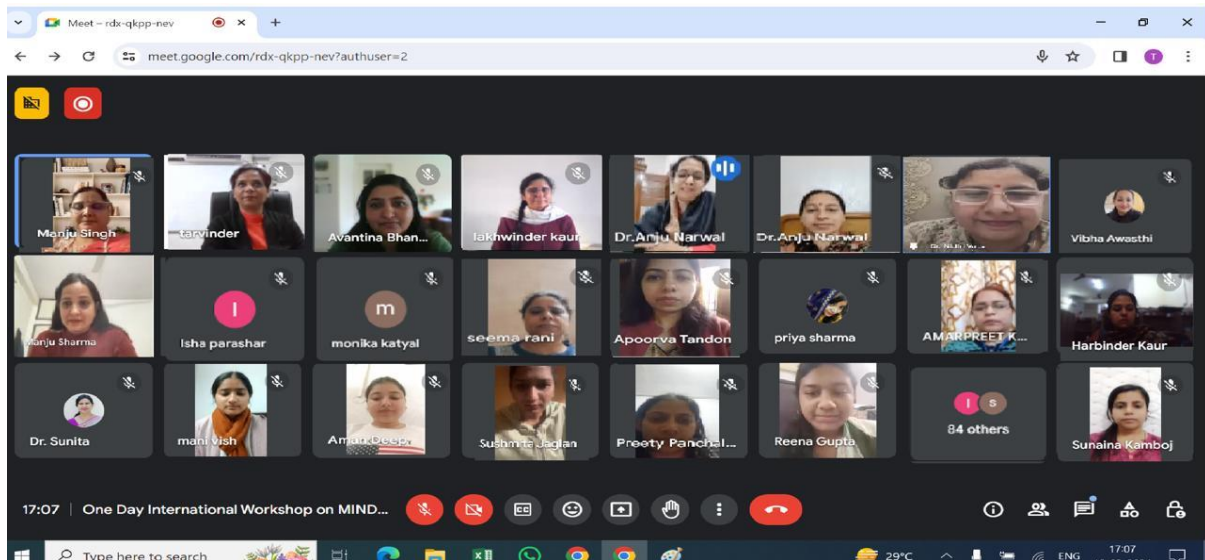 Meet – rdx-qkpp-nev
meet.google.com/rdx-qkpp-nev?authuser=2
T
Manju Singh
tarvinder
Avantina Bhan...
lakhwinder kaur
Dr.Anju Narwal
Dr.Anju Narwal
Vibha Awasthi
Manju Sharma
I
Isha parashar
m
monika katyal
seema rani
Apoorva Tandon
priya sharma
AMARPREET K...
Harbinder Kaur
Dr. Sunita
mani vish
Aman Deep
Sushmita Jaglan
Preety Panchal...
Reena Gupta
I s
84 others
Sunaina Kamboj
17:07 | One Day International Workshop on MIND...
CC
Type here to search
29°C
ENG
17:07